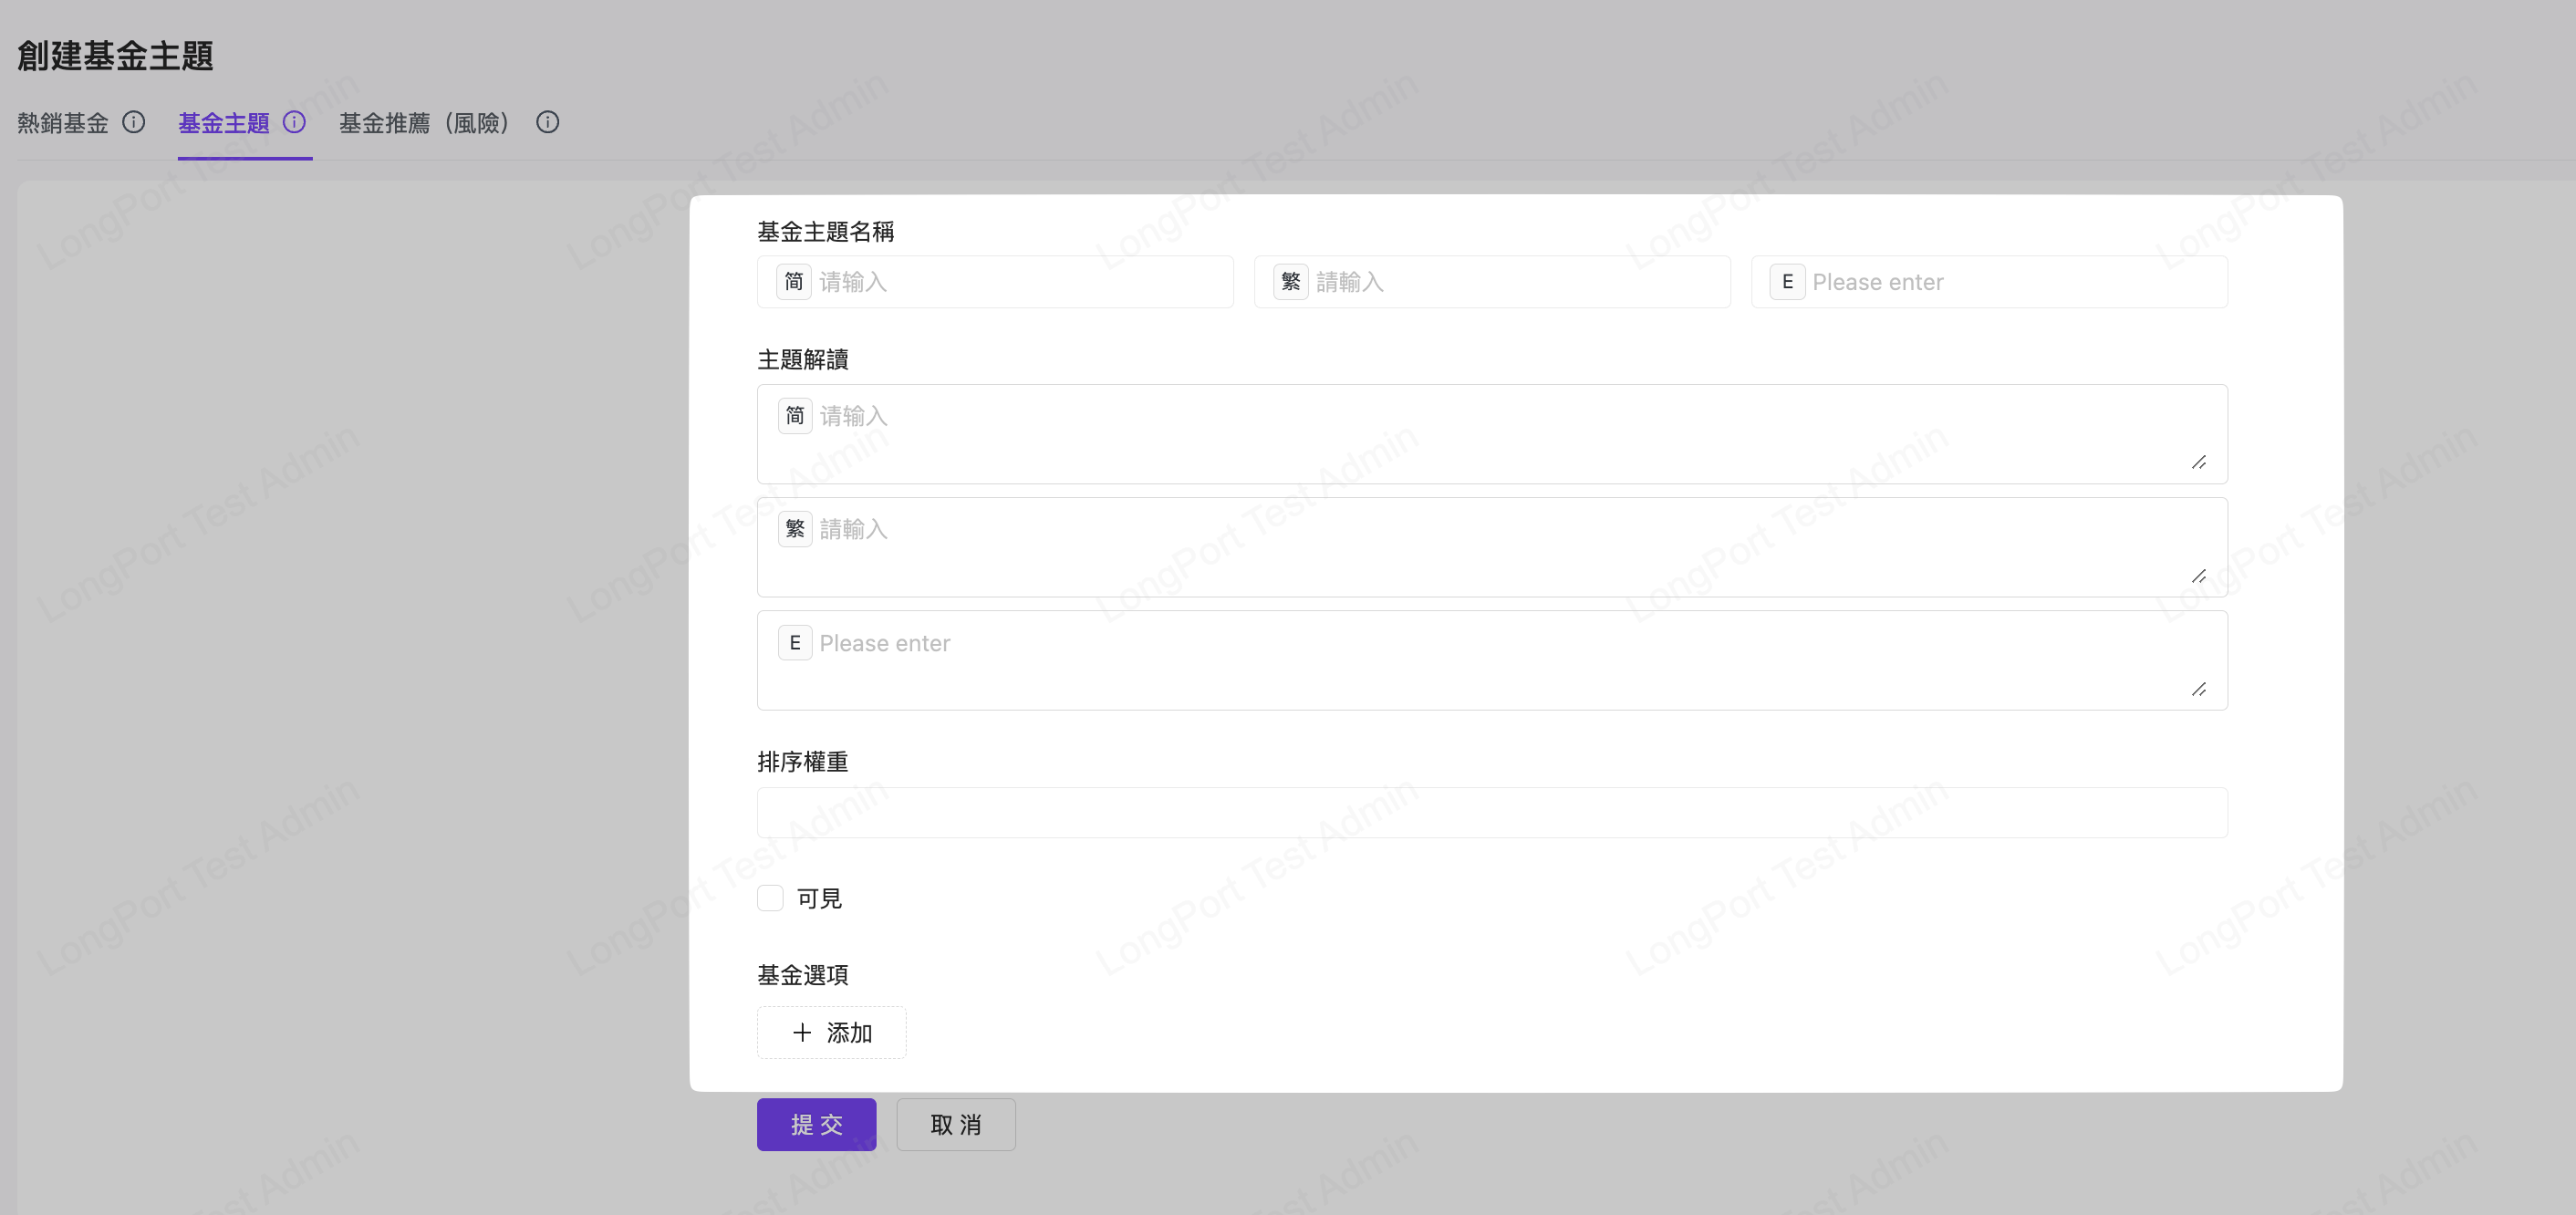 創建基金主題
熱銷基金 基金主題 基金推薦（風險）
基金主題名稱
简 请输入 繁 請輸入 E Please enter
主題解讀
简 请输入
繁 請輸入
E Please enter
排序權重
可見
基金選項
+ 添加
提交 取消
LongPort Test Admin